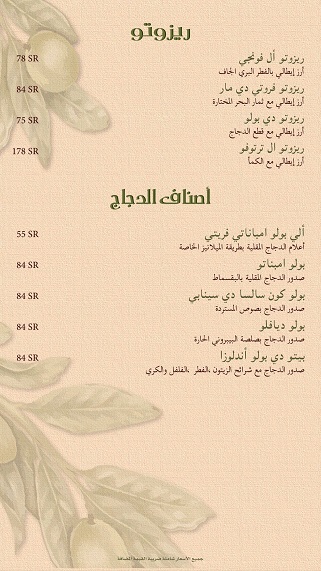 ريزوتو
ريزوتو أل فونجي 78 SR
أرز إيطالي بالفطر البري الجاف
ريزوتو فروتي دي مار 84 SR
أرز إيطالي مع ثمار البحر المختارة
ريزوتو دي بولو 75 SR
أرز إيطالي مع قطع الدجاج
ريزوتو ال ترتوفو 178 SR
أرز إيطالي مع الكمأ
أصناف الدجاج
ألي بولو امباناتي فريتي 55 SR
أعلام الدجاج المقلية بطريقة الميلانيز الخاصة
بولو امبناتو 84 SR
صدور الدجاج المقلية بالبقسماط
بولو كون سالسا دي سينابي 84 SR
صدور الدجاج بصوص المستردة
بولو ديافلو 84 SR
صدور الدجاج بصلصة البيبروني الحارة
بيتو دي بولو أندلوزا 84 SR
صدور الدجاج مع شرائح الزيتون بالفطر بالفلفل والكري
جميع الأسعار شاملة ضريبة القيمة المضافة